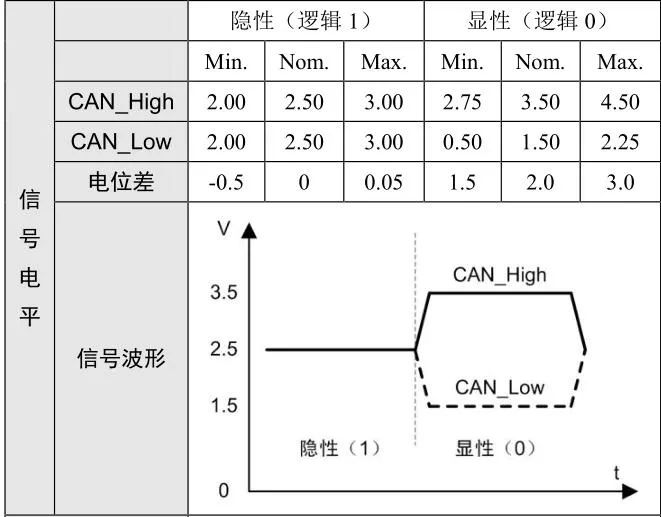 隐性（逻辑 1） 显性（逻辑 0）
Min. Nom. Max. Min. Nom. Max.
CAN_High 2.00 2.50 3.00 2.75 3.50 4.50
CAN_Low 2.00 2.50 3.00 0.50 1.50 2.25
电位差 -0.5 0 0.05 1.5 2.0 3.0
信号电平
信号波形
V
3.5
2.5
1.5
0
CAN_High
CAN_Low
隐性（1） 显性（0）
t